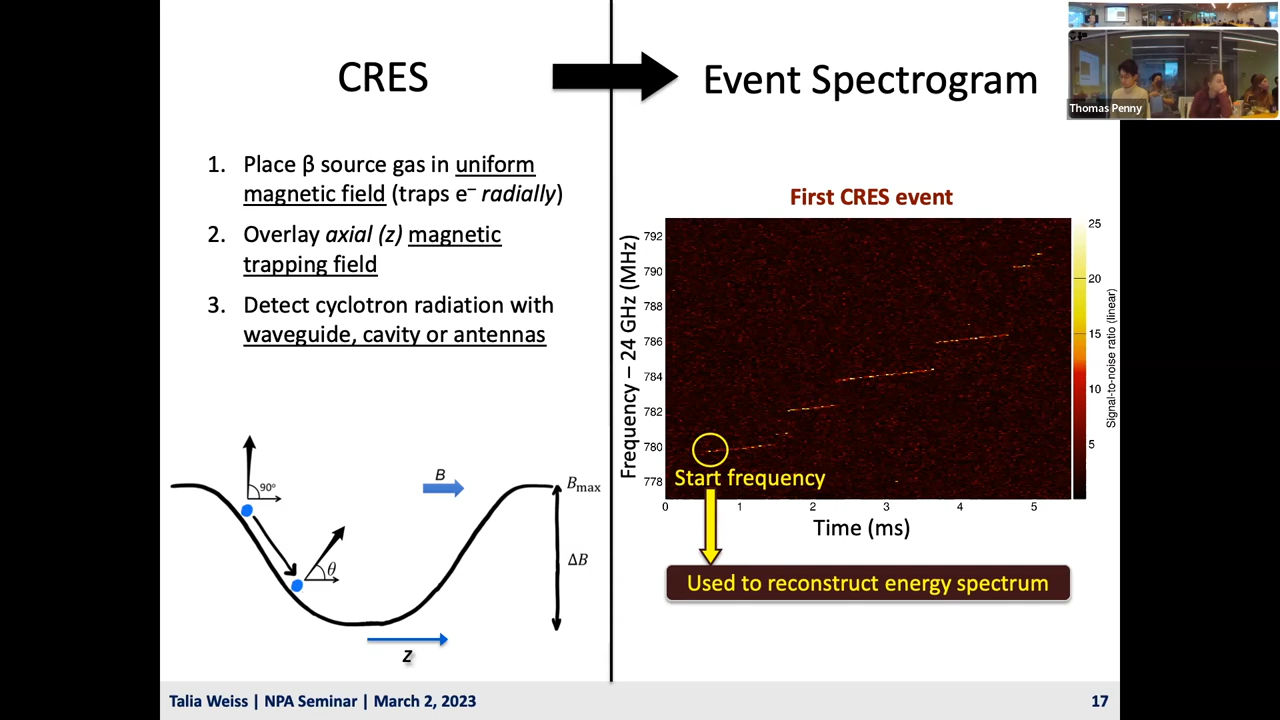 CRES
Event Spectrogram
Thomas Penny
1. Place β source gas in uniform
magnetic field (traps e⁻ radially)
2. Overlay axial (z) magnetic
trapping field
3. Detect cyclotron radiation with
waveguide, cavity or antennas
90°
θ
B
Bmax
ΔB
z
First CRES event
Frequency – 24 GHz (MHz)
792
790
788
786
784
782
780
778
Start frequency
0 1 2 3 4 5
Time (ms)
25
20
15
10
5
Signal-to-noise ratio (linear)
Used to reconstruct energy spectrum
Talia Weiss | NPA Seminar | March 2, 2023
17